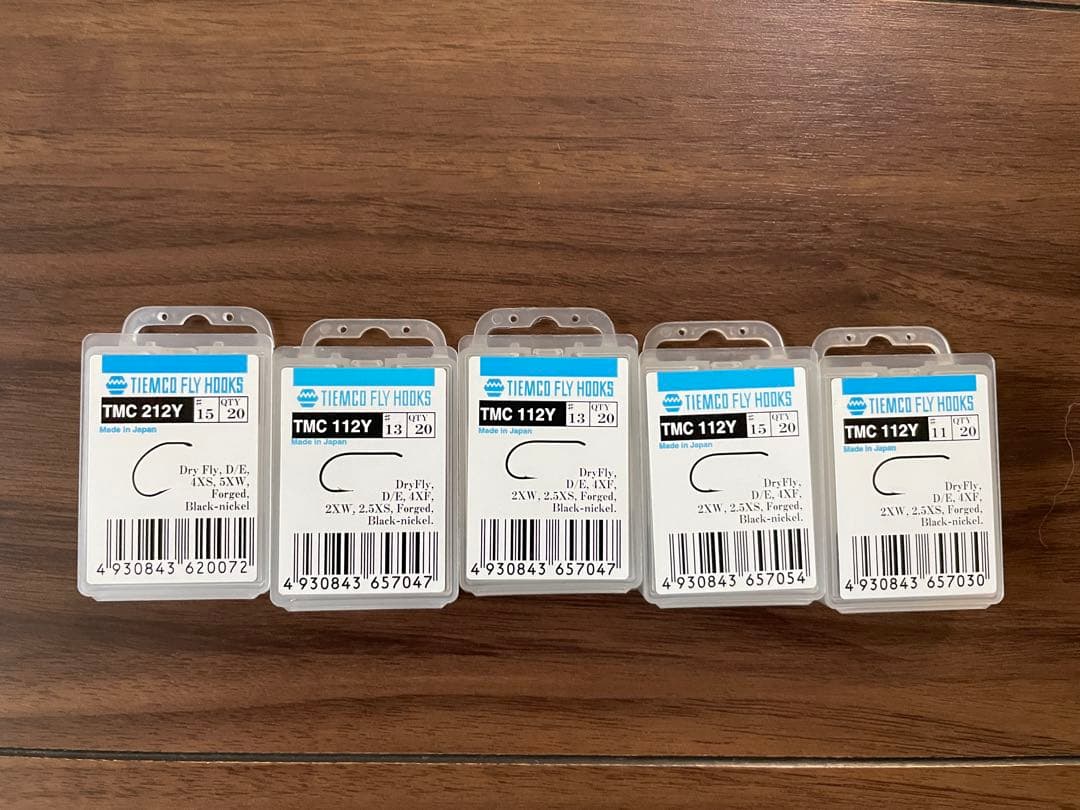 TIEMCO FLY HOOKS
TMC 212Y # 15 QTY 20
Made in Japan
Dry Fly, D/E,
4XS, 5XW,
Forged,
Black-nickel
4 930843 620072
TIEMCO FLY HOOKS
TMC 112Y # 13 QTY 20
Made in Japan
DryFly,
D/E, 4XF,
2XW, 2.5XS, Forged,
Black-nickel.
4 930843 657047
TIEMCO FLY HOOKS
TMC 112Y # 13 QTY 20
Made in Japan
DryFly,
D/E, 4XF,
2XW, 2.5XS, Forged,
Black-nickel.
4 930843 657047
TIEMCO FLY HOOKS
TMC 112Y # 15 QTY 20
Made in Japan
DryFly,
D/E, 4XF,
2XW, 2.5XS, Forged,
Black-nickel.
4 930843 657054
TIEMCO FLY HOOKS
TMC 112Y # 11 QTY 20
Made in Japan
DryFly,
D/E, 4XF,
2XW, 2.5XS, Forged,
Black-nickel.
4 930843 657030